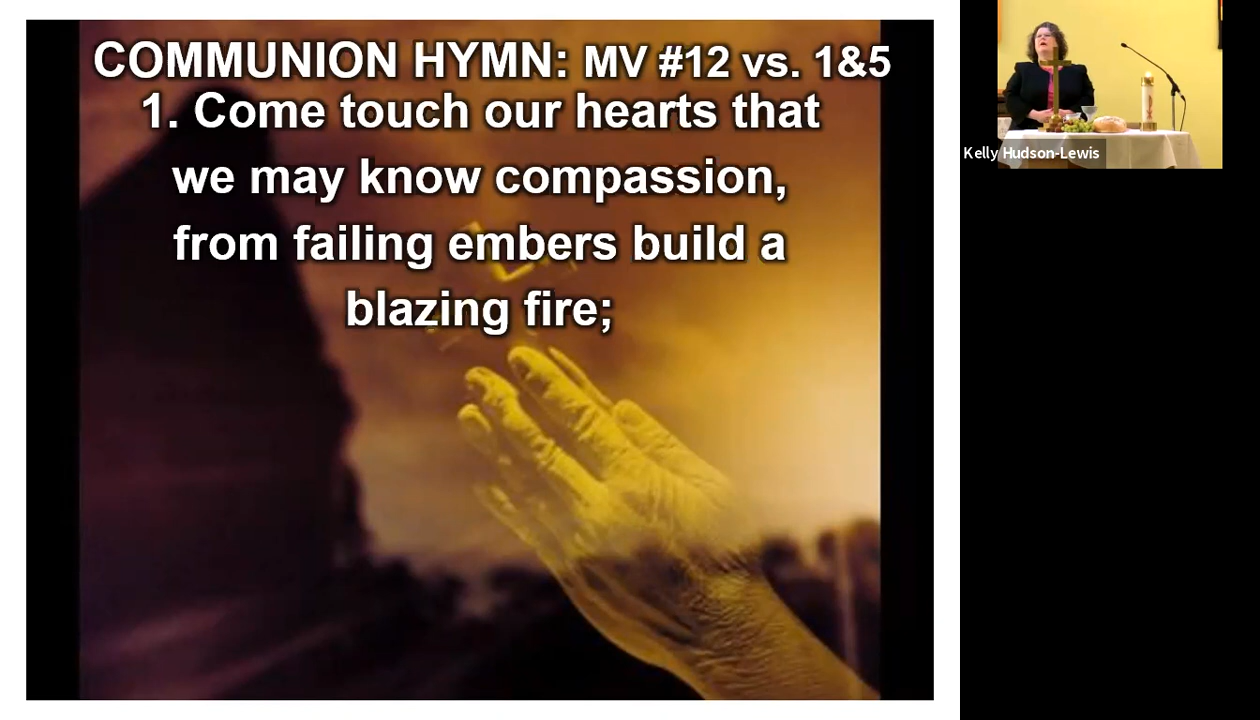 COMMUNION HYMN: MV #12 vs. 1&5
1. Come touch our hearts that
we may know compassion,
from failing embers build a
blazing fire;
Kelly Hudson-Lewis